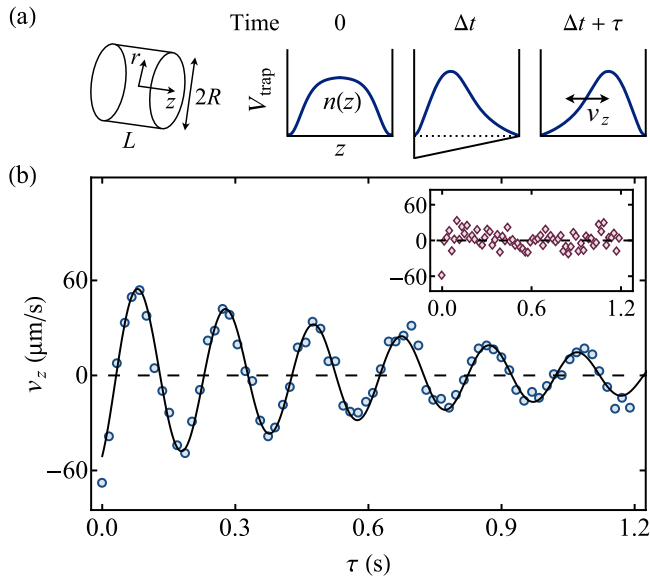 (a)
Time 0 Δt Δt + τ
r
z
2R
L
V_trap
n(z)
z
v_z
(b)
60
0
−60
v_z (μm/s)
60
0
−60
0.0 0.6 1.2
0.0 0.3 0.6 0.9 1.2
τ (s)